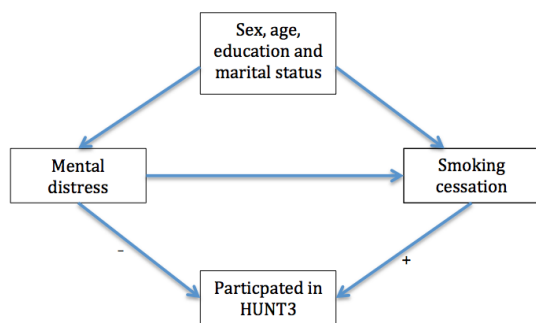 Sex, age,
education and
marital status
Mental
distress
Smoking
cessation
-
+
Particpated in
HUNT3